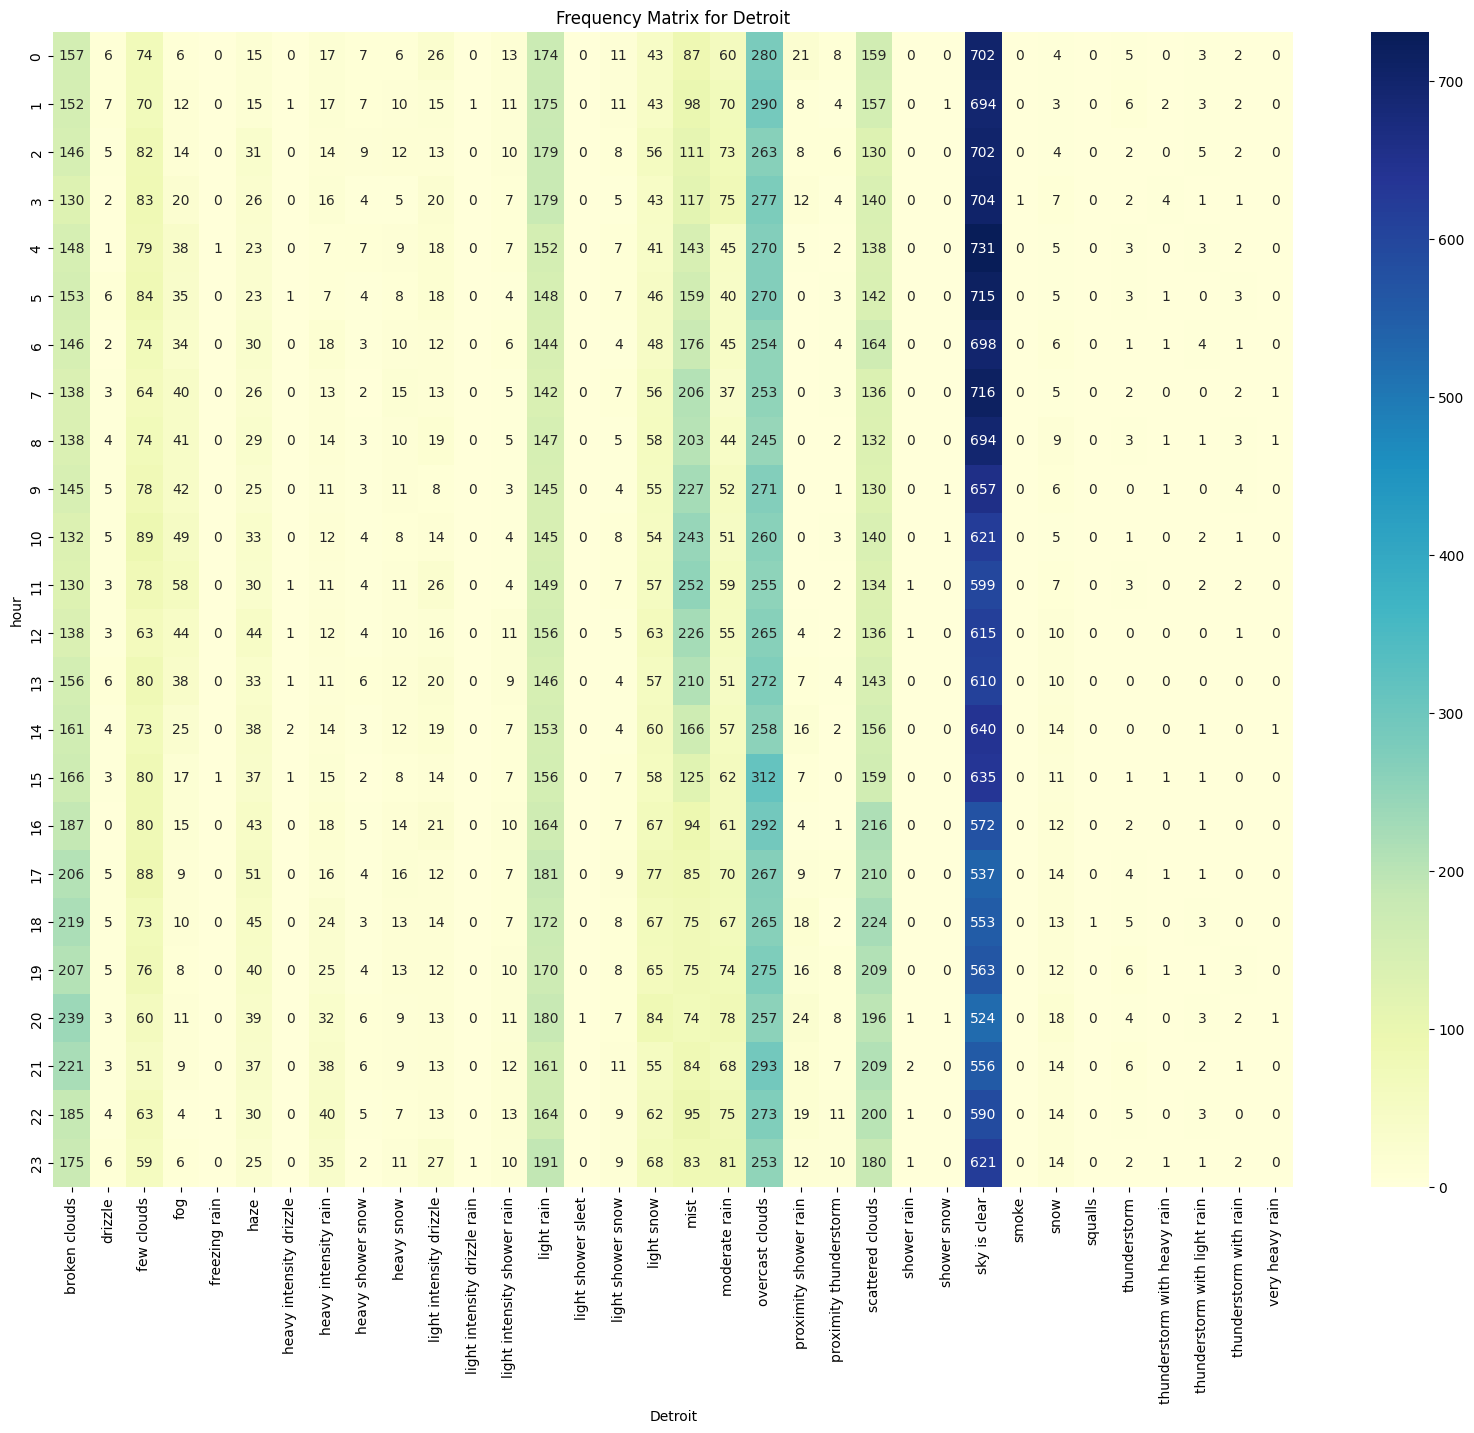 Frequency Matrix for Detroit
0 157 6 74 6 0 15 0 17 7 6 26 0 13 174 0 11 43 87 60 280 21 8 159 0 0 702 0 4 0 5 0 3 2 0
1 152 7 70 12 0 15 1 17 7 10 15 1 11 175 0 11 43 98 70 290 8 4 157 0 1 694 0 3 0 6 2 3 2 0
2 146 5 82 14 0 31 0 14 9 12 13 0 10 179 0 8 56 111 73 263 8 6 130 0 0 702 0 4 0 2 0 5 2 0
3 130 2 83 20 0 26 0 16 4 5 20 0 7 179 0 5 43 117 75 277 12 4 140 0 0 704 1 7 0 2 4 1 1 0
4 148 1 79 38 1 23 0 7 7 9 18 0 7 152 0 7 41 143 45 270 5 2 138 0 0 731 0 5 0 3 0 3 2 0
5 153 6 84 35 0 23 1 7 4 8 18 0 4 148 0 7 46 159 40 270 0 3 142 0 0 715 0 5 0 3 1 0 3 0
6 146 2 74 34 0 30 0 18 3 10 12 0 6 144 0 4 48 176 45 254 0 4 164 0 0 698 0 6 0 1 1 4 1 0
7 138 3 64 40 0 26 0 13 2 15 13 0 5 142 0 7 56 206 37 253 0 3 136 0 0 716 0 5 0 2 0 0 2 1
8 138 4 74 41 0 29 0 14 3 10 19 0 5 147 0 5 58 203 44 245 0 2 132 0 0 694 0 9 0 3 1 1 3 1
9 145 5 78 42 0 25 0 11 3 11 8 0 3 145 0 4 55 227 52 271 0 1 130 0 1 657 0 6 0 0 1 0 4 0
10 132 5 89 49 0 33 0 12 4 8 14 0 4 145 0 8 54 243 51 260 0 3 140 0 1 621 0 5 0 1 0 2 1 0
11 130 3 78 58 0 30 1 11 4 11 26 0 4 149 0 7 57 252 59 255 0 2 134 1 0 599 0 7 0 3 0 2 2 0
12 138 3 63 44 0 44 1 12 4 10 16 0 11 156 0 5 63 226 55 265 4 2 136 1 0 615 0 10 0 0 0 0 1 0
13 156 6 80 38 0 33 1 11 6 12 20 0 9 146 0 4 57 210 51 272 7 4 143 0 0 610 0 10 0 0 0 0 0 0
14 161 4 73 25 0 38 2 14 3 12 19 0 7 153 0 4 60 166 57 258 16 2 156 0 0 640 0 14 0 0 0 1 0 1
15 166 3 80 17 1 37 1 15 2 8 14 0 7 156 0 7 58 125 62 312 7 0 159 0 0 635 0 11 0 1 1 1 0 0
16 187 0 80 15 0 43 0 18 5 14 21 0 10 164 0 7 67 94 61 292 4 1 216 0 0 572 0 12 0 2 0 1 0 0
17 206 5 88 9 0 51 0 16 4 16 12 0 7 181 0 9 77 85 70 267 9 7 210 0 0 537 0 14 0 4 1 1 0 0
18 219 5 73 10 0 45 0 24 3 13 14 0 7 172 0 8 67 75 67 265 18 2 224 0 0 553 0 13 1 5 0 3 0 0
19 207 5 76 8 0 40 0 25 4 13 12 0 10 170 0 8 65 75 74 275 16 8 209 0 0 563 0 12 0 6 1 1 3 0
20 239 3 60 11 0 39 0 32 6 9 13 0 11 180 1 7 84 74 78 257 24 8 196 1 1 524 0 18 0 4 0 3 2 1
21 221 3 51 9 0 37 0 38 6 9 13 0 12 161 0 11 55 84 68 293 18 7 209 2 0 556 0 14 0 6 0 2 1 0
22 185 4 63 4 1 30 0 40 5 7 13 0 13 164 0 9 62 95 75 273 19 11 200 1 0 590 0 14 0 5 0 3 0 0
23 175 6 59 6 0 25 0 35 2 11 27 1 10 191 0 9 68 83 81 253 12 10 180 1 0 621 0 14 0 2 1 1 2 0
hour
broken clouds
drizzle
few clouds
fog
freezing rain
haze
heavy intensity drizzle
heavy intensity rain
heavy shower snow
heavy snow
light intensity drizzle
light intensity drizzle rain
light intensity shower rain
light rain
light shower sleet
light shower snow
light snow
mist
moderate rain
overcast clouds
proximity shower rain
proximity thunderstorm
scattered clouds
shower rain
shower snow
sky is clear
smoke
snow
squalls
thunderstorm
thunderstorm with heavy rain
thunderstorm with light rain
thunderstorm with rain
very heavy rain
Detroit
700
600
500
400
300
200
100
0